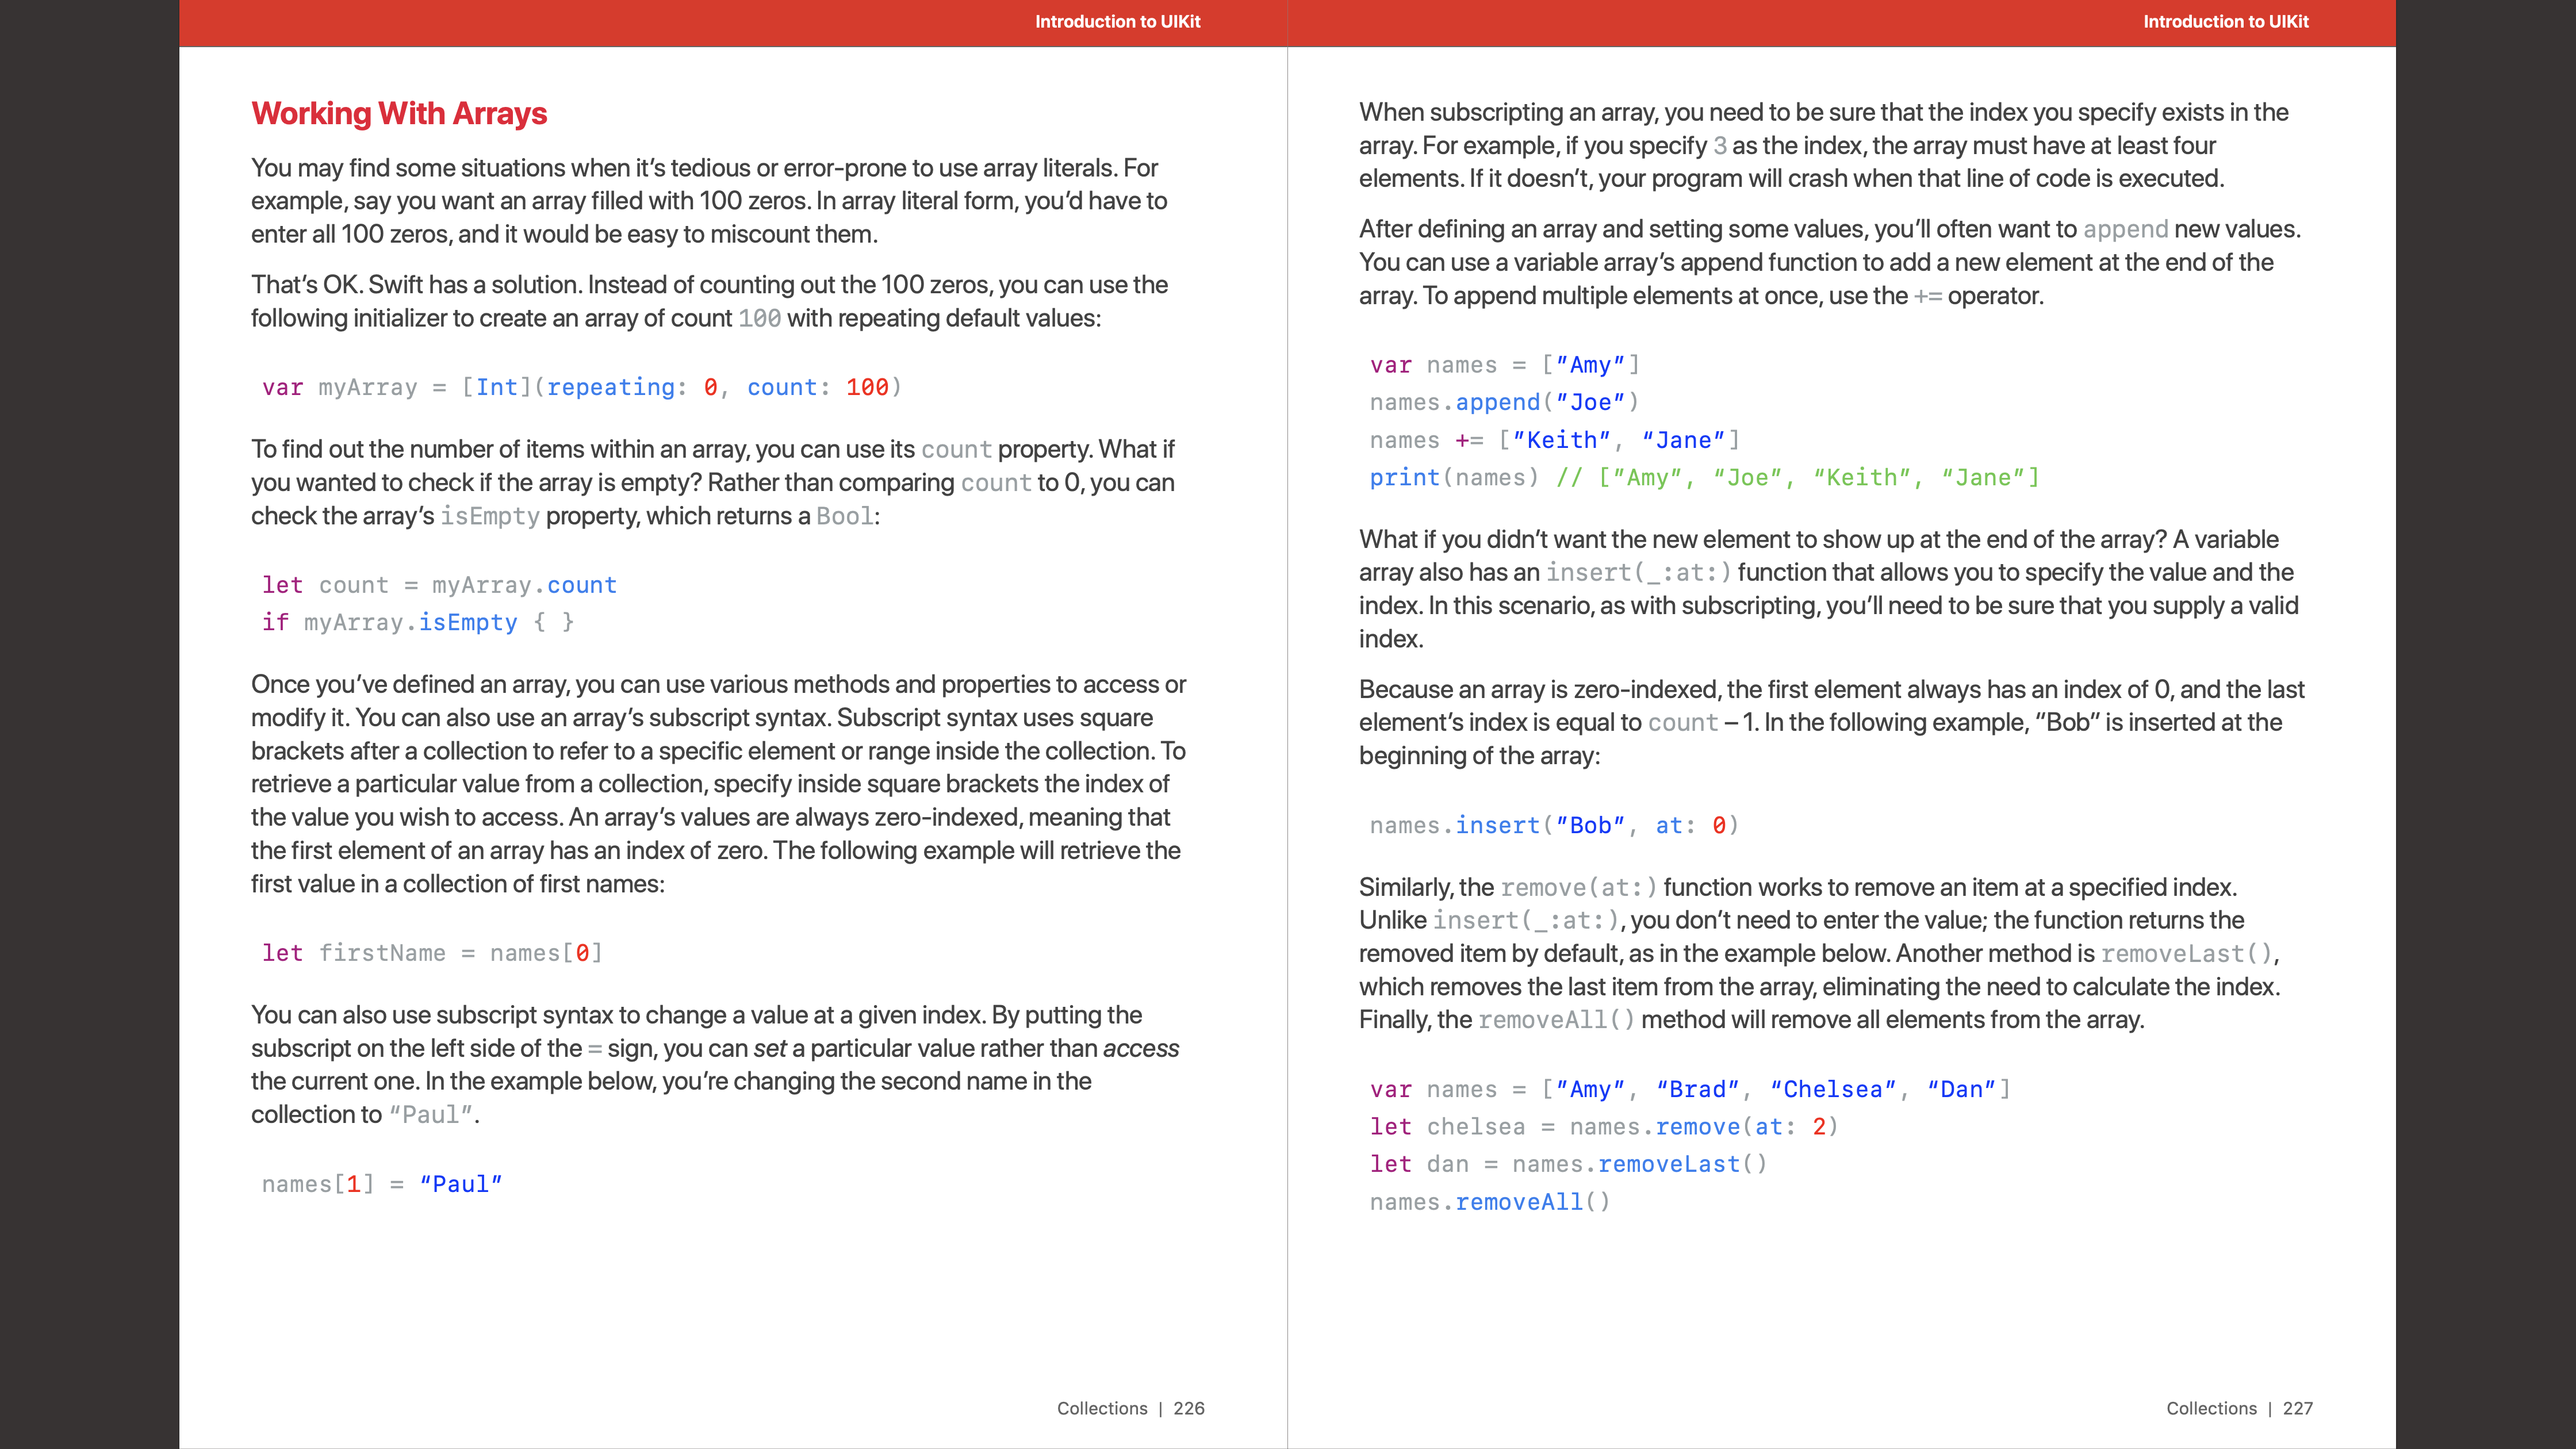 Introduction to UIKit
Working With Arrays
You may find some situations when it’s tedious or error-prone to use array literals. For
example, say you want an array filled with 100 zeros. In array literal form, you’d have to
enter all 100 zeros, and it would be easy to miscount them.
That’s OK. Swift has a solution. Instead of counting out the 100 zeros, you can use the
following initializer to create an array of count 100 with repeating default values:
var myArray = [Int](repeating: 0, count: 100)
To find out the number of items within an array, you can use its count property. What if
you wanted to check if the array is empty? Rather than comparing count to 0, you can
check the array’s isEmpty property, which returns a Bool:
let count = myArray.count
if myArray.isEmpty { }
Once you’ve defined an array, you can use various methods and properties to access or
modify it. You can also use an array’s subscript syntax. Subscript syntax uses square
brackets after a collection to refer to a specific element or range inside the collection. To
retrieve a particular value from a collection, specify inside square brackets the index of
the value you wish to access. An array’s values are always zero-indexed, meaning that
the first element of an array has an index of zero. The following example will retrieve the
first value in a collection of first names:
let firstName = names[0]
You can also use subscript syntax to change a value at a given index. By putting the
subscript on the left side of the = sign, you can set a particular value rather than access
the current one. In the example below, you’re changing the second name in the
collection to “Paul”.
names[1] = “Paul”
Collections | 226
Introduction to UIKit
When subscripting an array, you need to be sure that the index you specify exists in the
array. For example, if you specify 3 as the index, the array must have at least four
elements. If it doesn’t, your program will crash when that line of code is executed.
After defining an array and setting some values, you’ll often want to append new values.
You can use a variable array’s append function to add a new element at the end of the
array. To append multiple elements at once, use the += operator.
var names = [”Amy”]
names.append(”Joe”)
names += [”Keith”, “Jane”]
print(names) // [”Amy”, “Joe”, “Keith”, “Jane”]
What if you didn’t want the new element to show up at the end of the array? A variable
array also has an insert(_:at:) function that allows you to specify the value and the
index. In this scenario, as with subscripting, you’ll need to be sure that you supply a valid
index.
Because an array is zero-indexed, the first element always has an index of 0, and the last
element’s index is equal to count – 1. In the following example, “Bob” is inserted at the
beginning of the array:
names.insert(”Bob”, at: 0)
Similarly, the remove(at:) function works to remove an item at a specified index.
Unlike insert(_:at:), you don’t need to enter the value; the function returns the
removed item by default, as in the example below. Another method is removeLast(),
which removes the last item from the array, eliminating the need to calculate the index.
Finally, the removeAll() method will remove all elements from the array.
var names = [”Amy”, “Brad”, “Chelsea”, “Dan”]
let chelsea = names.remove(at: 2)
let dan = names.removeLast()
names.removeAll()
Collections | 227